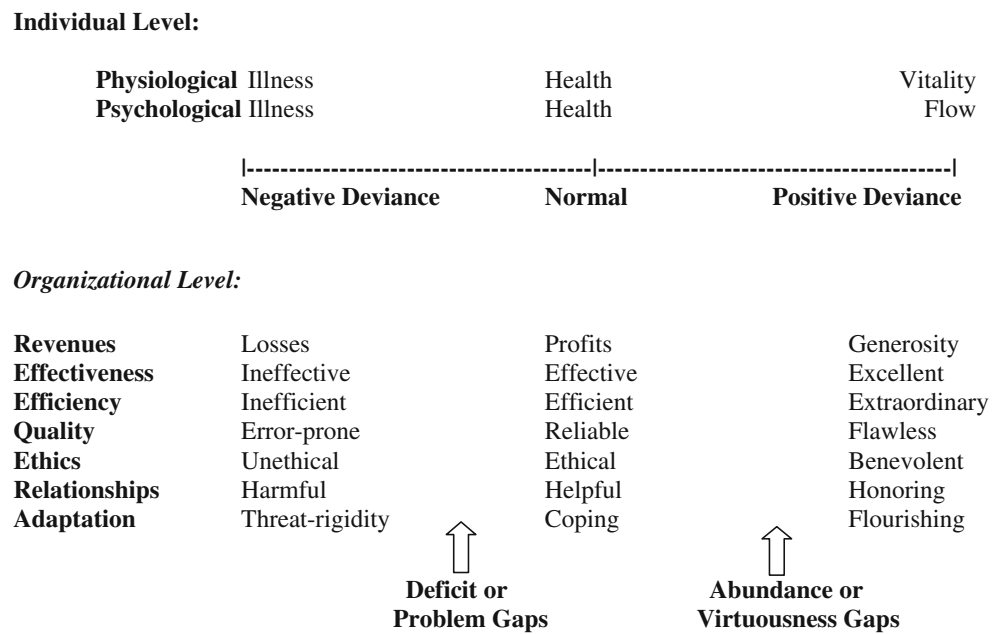 Individual Level:
Physiological Illness Health Vitality
Psychological Illness Health Flow
|-----------------------------------------|------------------------------------------|
Negative Deviance Normal Positive Deviance
Organizational Level:
Revenues Losses Profits Generosity
Effectiveness Ineffective Effective Excellent
Efficiency Inefficient Efficient Extraordinary
Quality Error-prone Reliable Flawless
Ethics Unethical Ethical Benevolent
Relationships Harmful Helpful Honoring
Adaptation Threat-rigidity Coping Flourishing
Deficit or Abundance or
Problem Gaps Virtuousness Gaps